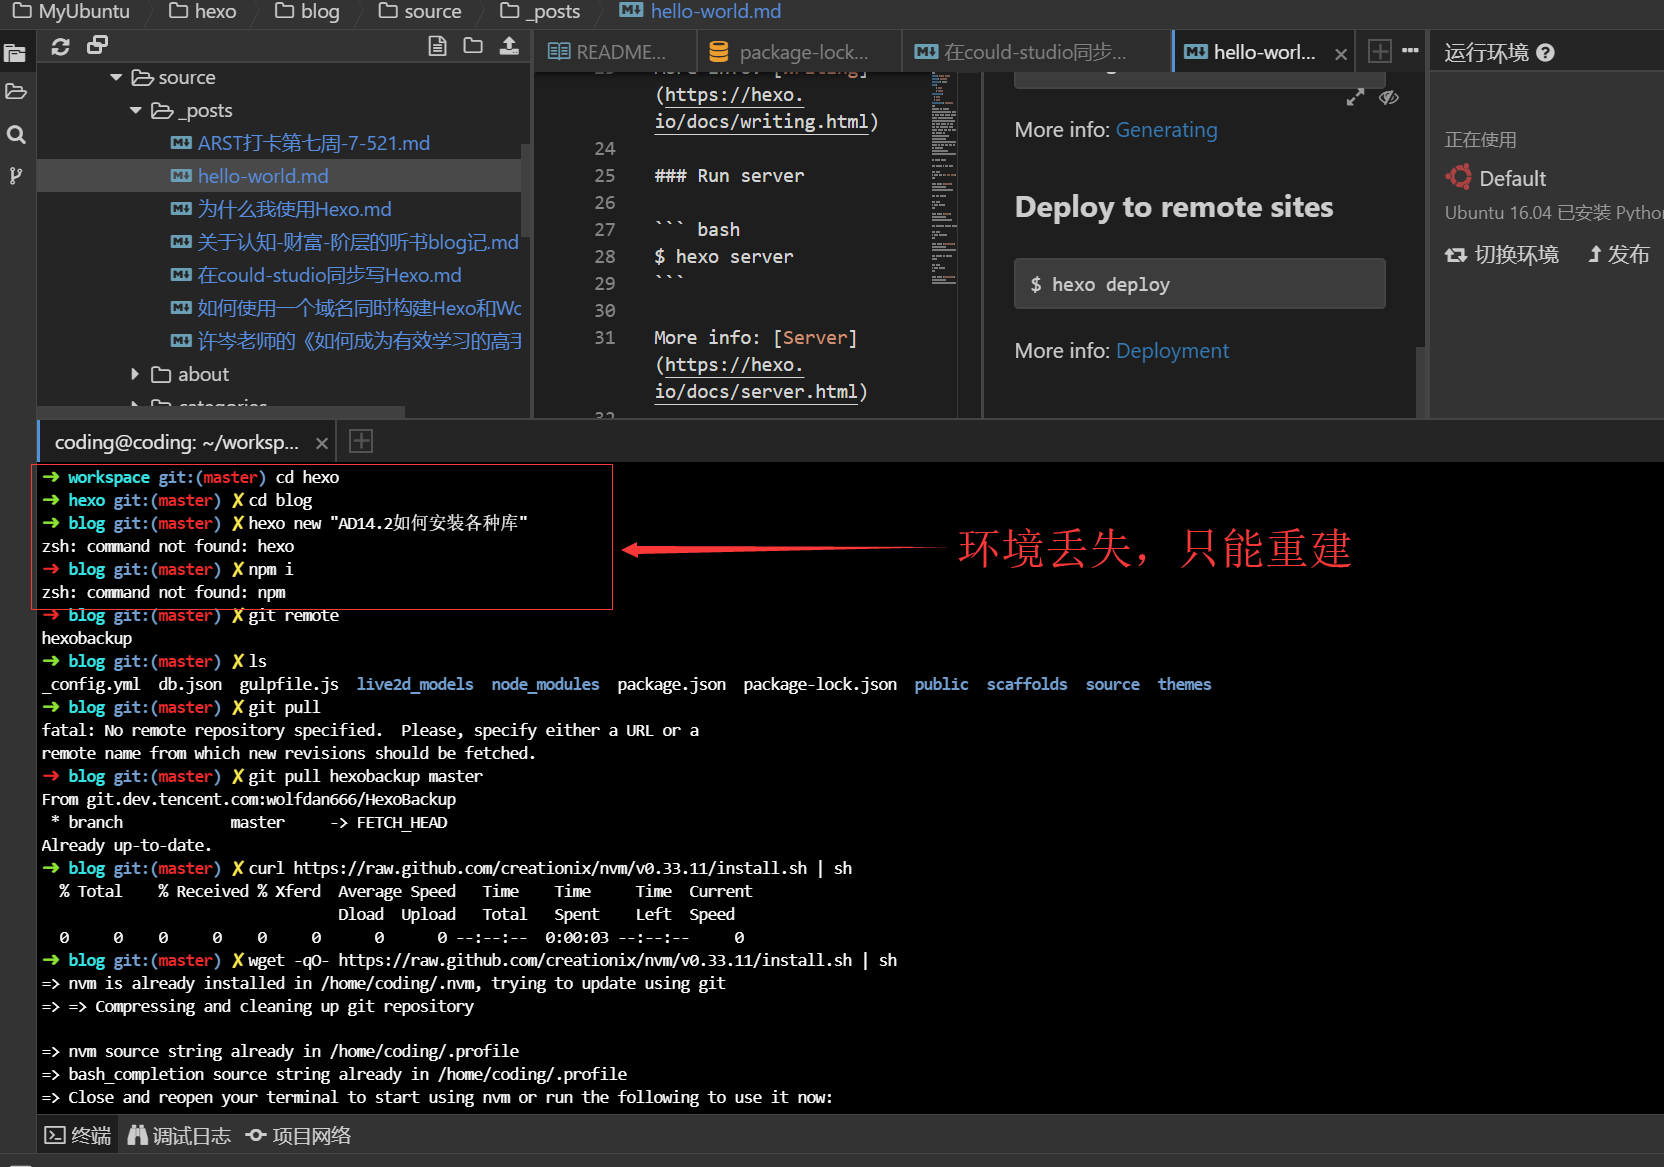 MyUbuntu hexo blog source _posts hello-world.md
README... package-lock... 在could-studio同步... hello-worl... 运行环境
source
_posts
ARST打卡第七周-7-521.md
hello-world.md
为什么我使用Hexo.md
关于认知-财富-阶层的听书blog记.md
在could-studio同步写Hexo.md
如何使用一个域名同时构建Hexo和Wo
许岑老师的《如何成为有效学习的高手
about
categories
(https://hexo.
io/docs/writing.html)
24
25 ### Run server
26
27 ``` bash
28 $ hexo server
29 ```
30
31 More info: [Server]
(https://hexo.
io/docs/server.html)
32
More info: Generating
Deploy to remote sites
$ hexo deploy
More info: Deployment
正在使用
Default
Ubuntu 16.04 已安装 Python
切换环境 发布
coding@coding: ~/worksp...
➜ workspace git:(master) cd hexo
➜ hexo git:(master) ✗ cd blog
➜ blog git:(master) ✗ hexo new "AD14.2如何安装各种库"
zsh: command not found: hexo
➜ blog git:(master) ✗ npm i
zsh: command not found: npm
环境丢失，只能重建
➜ blog git:(master) ✗ git remote
hexobackup
➜ blog git:(master) ✗ ls
_config.yml db.json gulpfile.js live2d_models node_modules package.json package-lock.json public scaffolds source themes
➜ blog git:(master) ✗ git pull
fatal: No remote repository specified.  Please, specify either a URL or a
remote name from which new revisions should be fetched.
➜ blog git:(master) ✗ git pull hexobackup master
From git.dev.tencent.com:wolfdan666/HexoBackup
* branch master -> FETCH_HEAD
Already up-to-date.
➜ blog git:(master) ✗ curl https://raw.github.com/creationix/nvm/v0.33.11/install.sh | sh
% Total % Received % Xferd Average Speed Time Time Time Current
Dload Upload Total Spent Left Speed
0 0 0 0 0 0 0 0 --:--:-- 0:00:03 --:--:-- 0
➜ blog git:(master) ✗ wget -qO- https://raw.github.com/creationix/nvm/v0.33.11/install.sh | sh
=> nvm is already installed in /home/coding/.nvm, trying to update using git
=> => Compressing and cleaning up git repository
=> nvm source string already in /home/coding/.profile
=> bash_completion source string already in /home/coding/.profile
=> Close and reopen your terminal to start using nvm or run the following to use it now:
终端 调试日志 项目网络